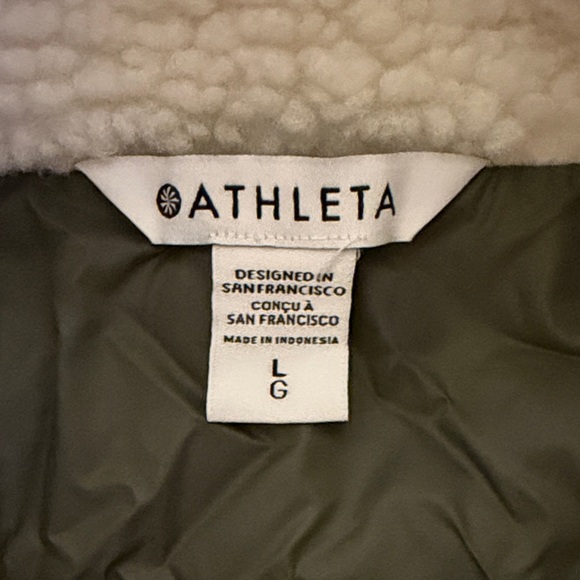 ATHLETA
DESIGNED IN
SAN FRANCISCO
CONÇU À
SAN FRANCISCO
MADE IN INDONESIA
L
G